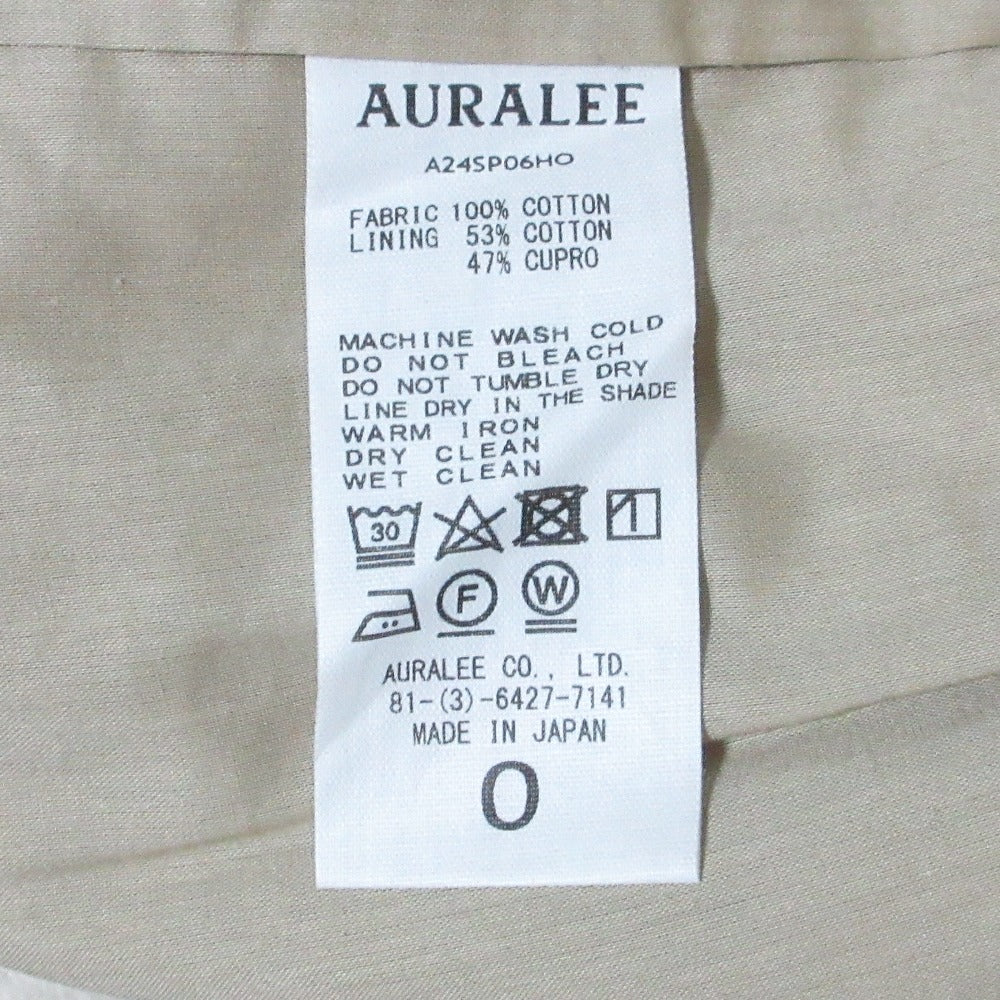 AURALEE
A24SP06HO
FABRIC 100% COTTON
LINING 53% COTTON
47% CUPRO
MACHINE WASH COLD
DO NOT BLEACH
DO NOT TUMBLE DRY
LINE DRY IN THE SHADE
WARM IRON
DRY CLEAN
WET CLEAN
30
F W
AURALEE CO., LTD.
81-(3)-6427-7141
MADE IN JAPAN
0